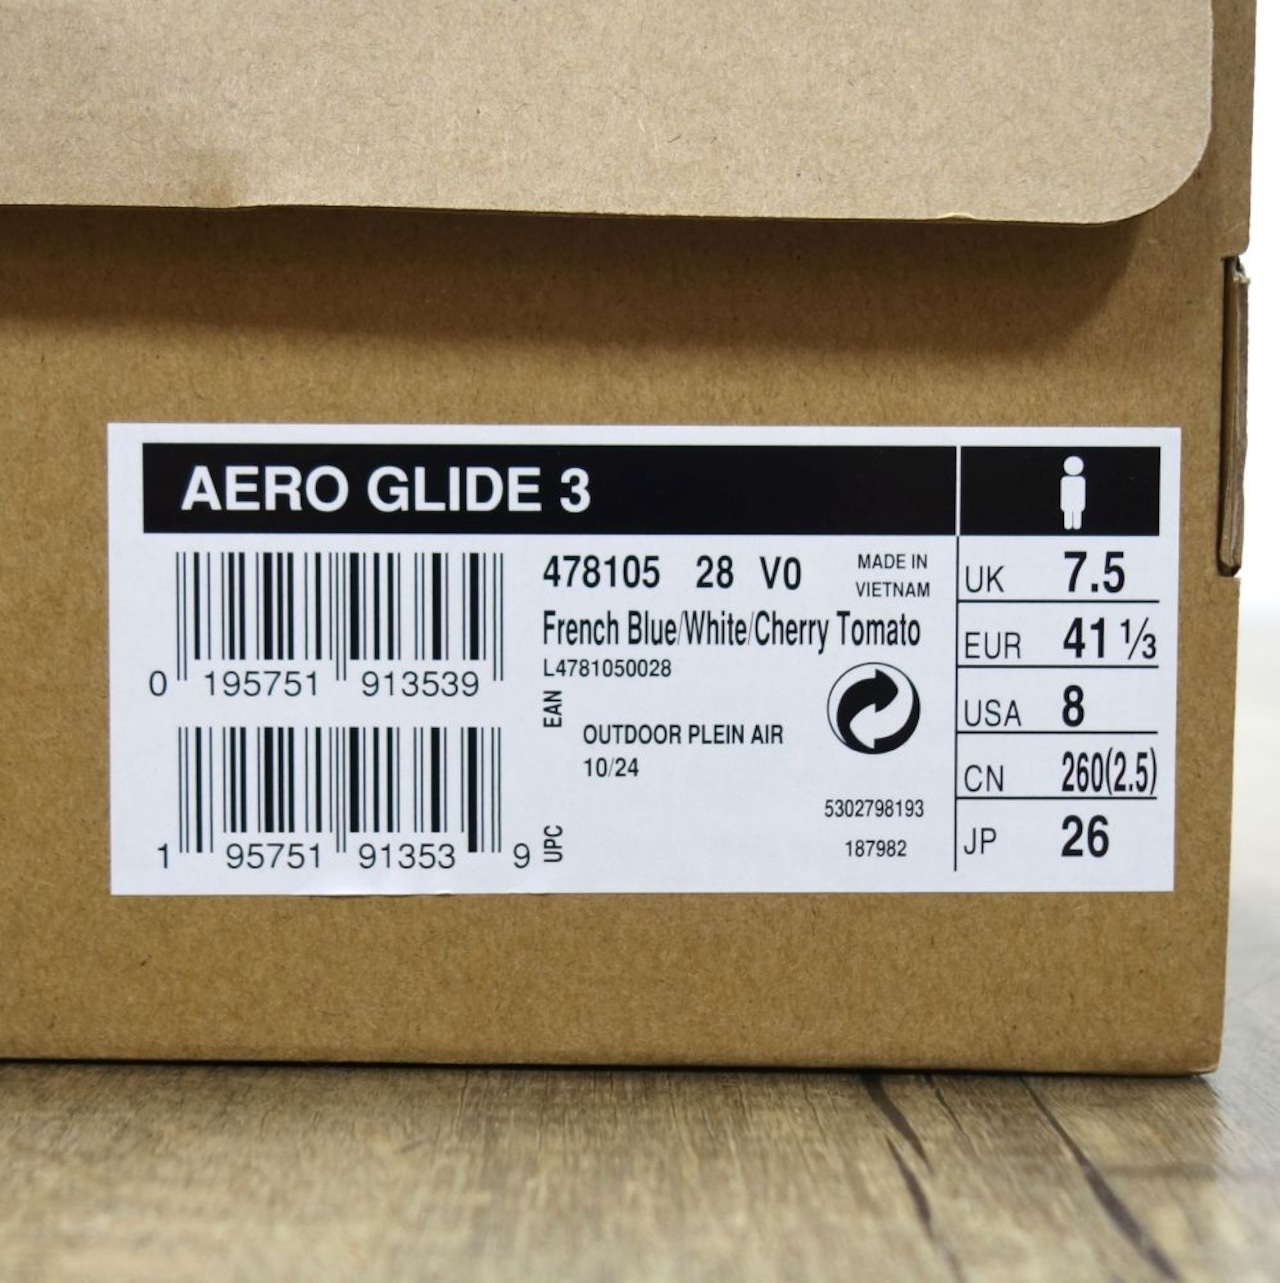 AERO GLIDE 3
0 195751 913539
1 95751 91353 9
478105 28 V0
MADE IN
VIETNAM
French Blue/White/Cherry Tomato
L4781050028
EAN
OUTDOOR PLEIN AIR
10/24
UPC
5302798193
187982
UK 7.5
EUR 41 ⅓
USA 8
CN 260(2.5)
JP 26